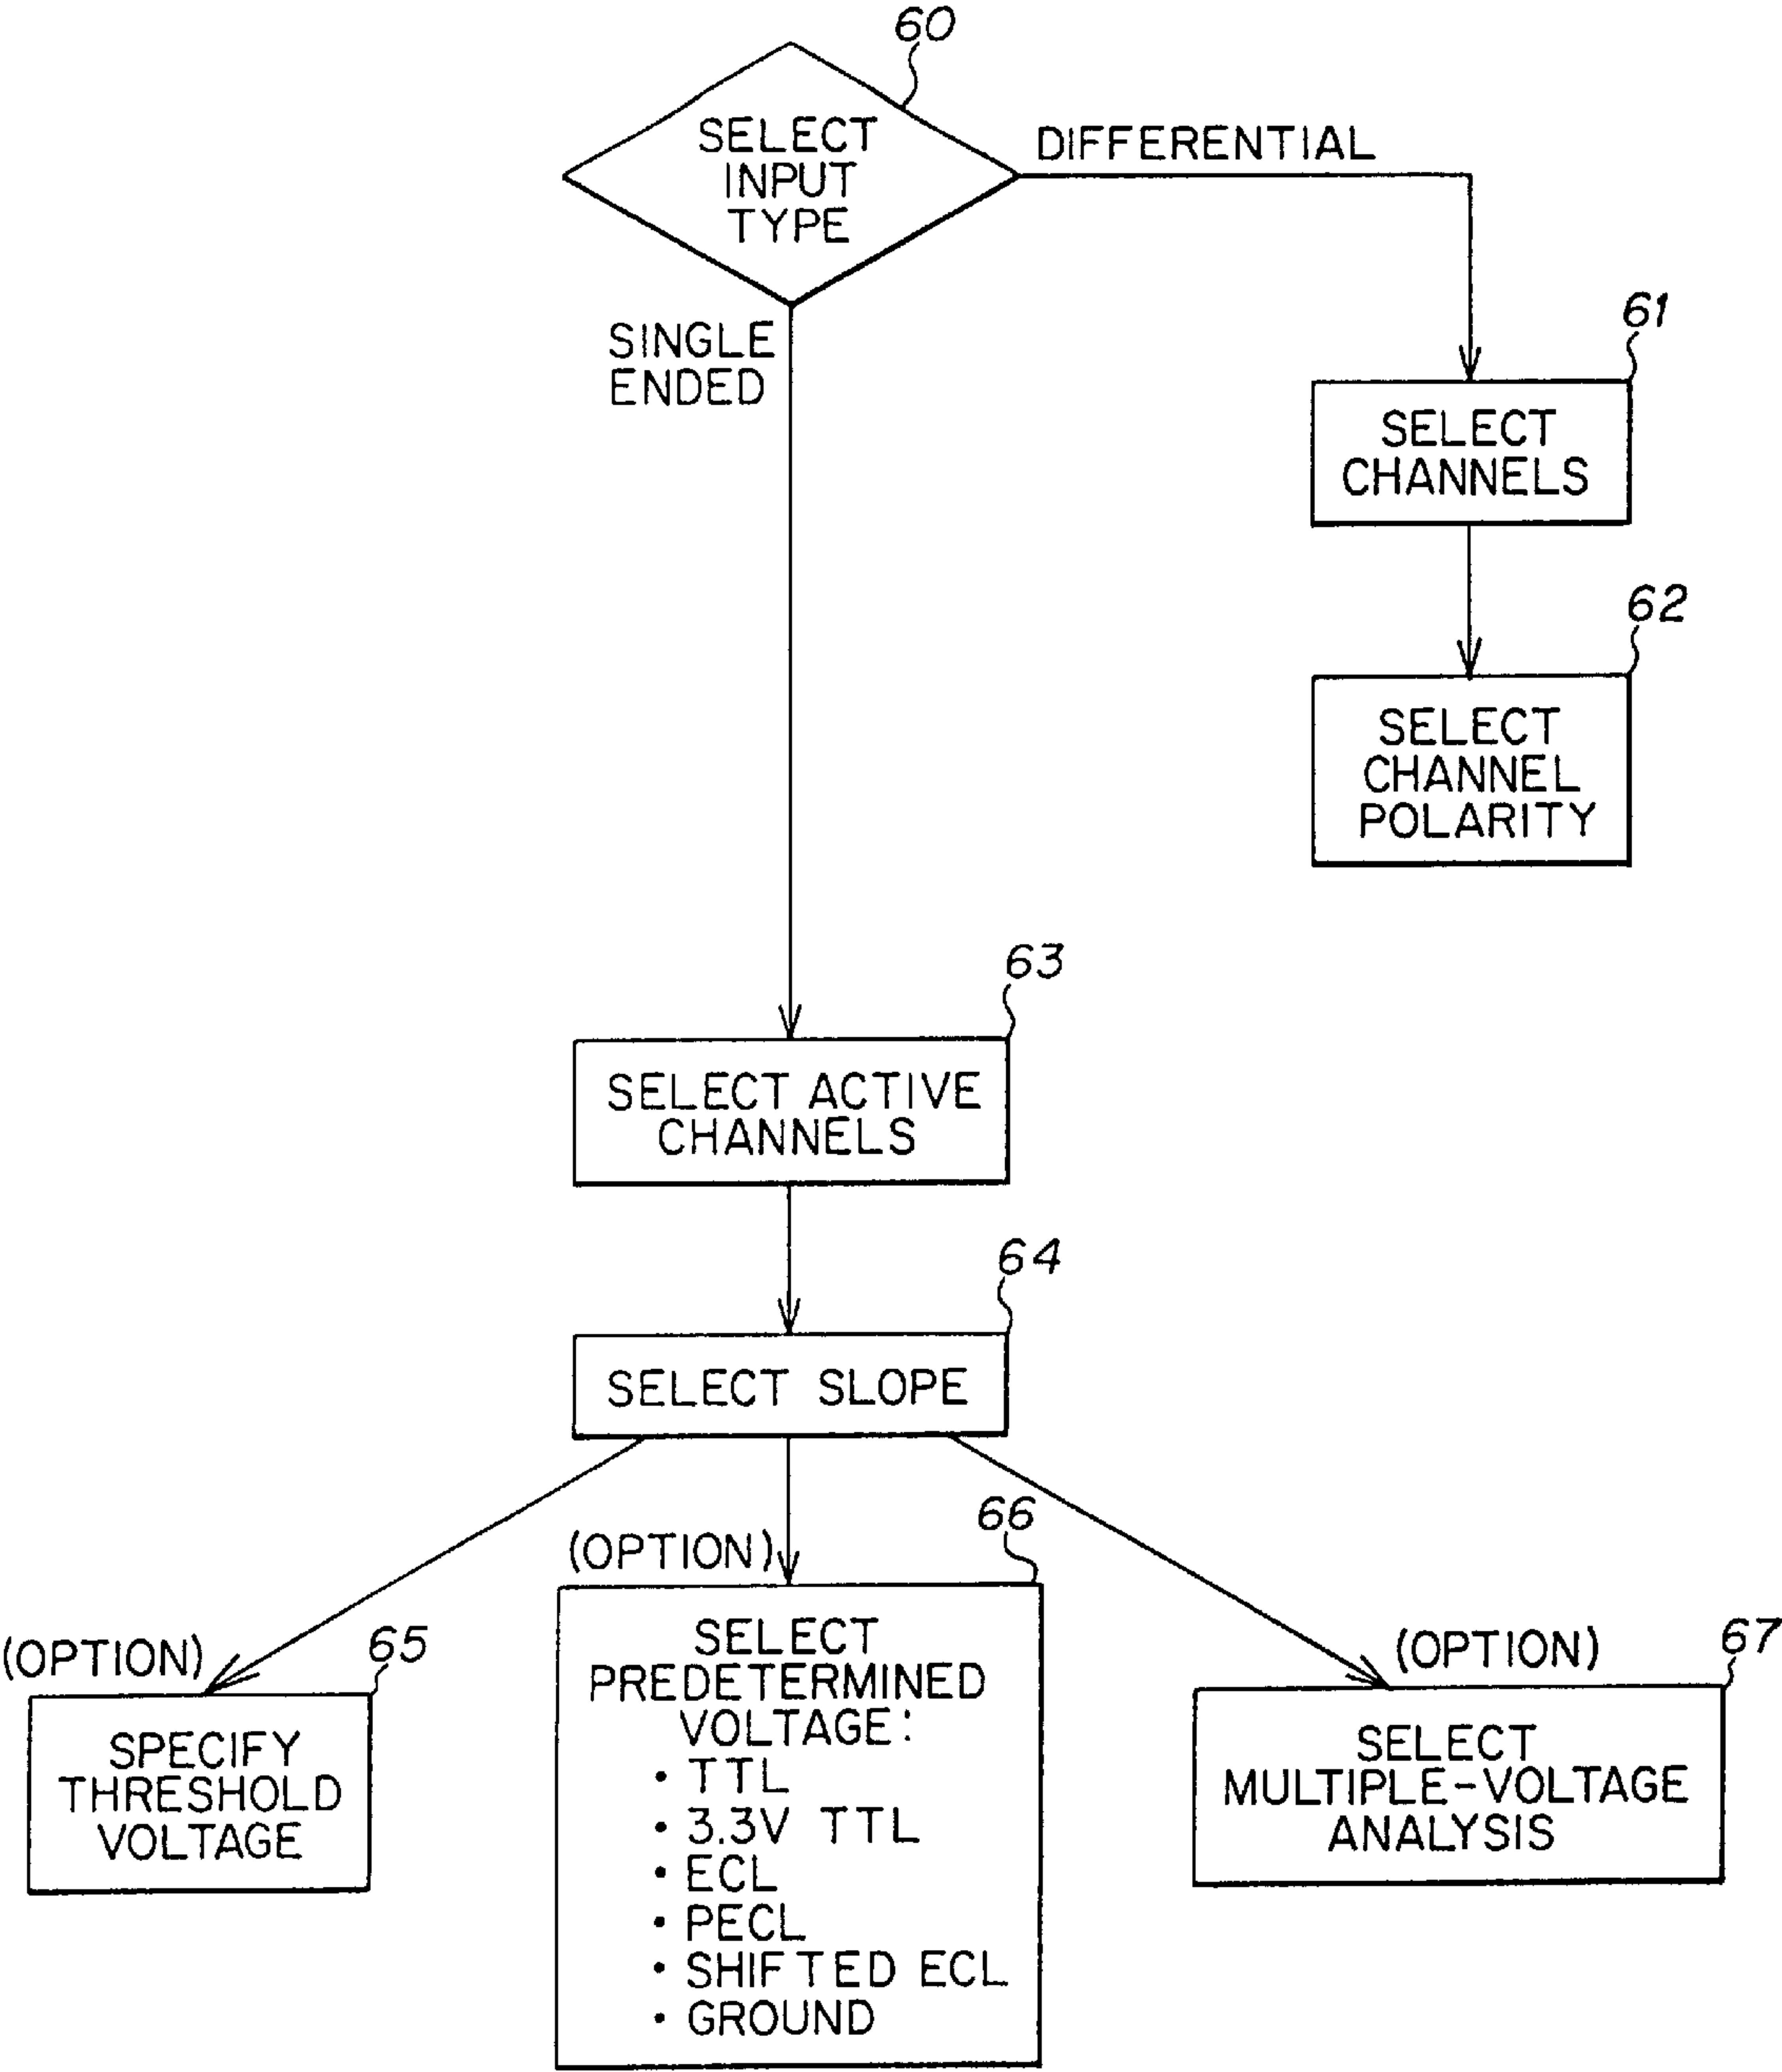 60
SELECT
INPUT
TYPE
DIFFERENTIAL
SINGLE
ENDED
61
SELECT
CHANNELS
62
SELECT
CHANNEL
POLARITY
63
SELECT ACTIVE
CHANNELS
64
SELECT SLOPE
(OPTION)
65
SPECIFY
THRESHOLD
VOLTAGE
(OPTION)
66
SELECT
PREDETERMINED
VOLTAGE:
• TTL
• 3.3V TTL
• ECL
• PECL
• SHIFTED ECL
• GROUND
(OPTION)
67
SELECT
MULTIPLE-VOLTAGE
ANALYSIS